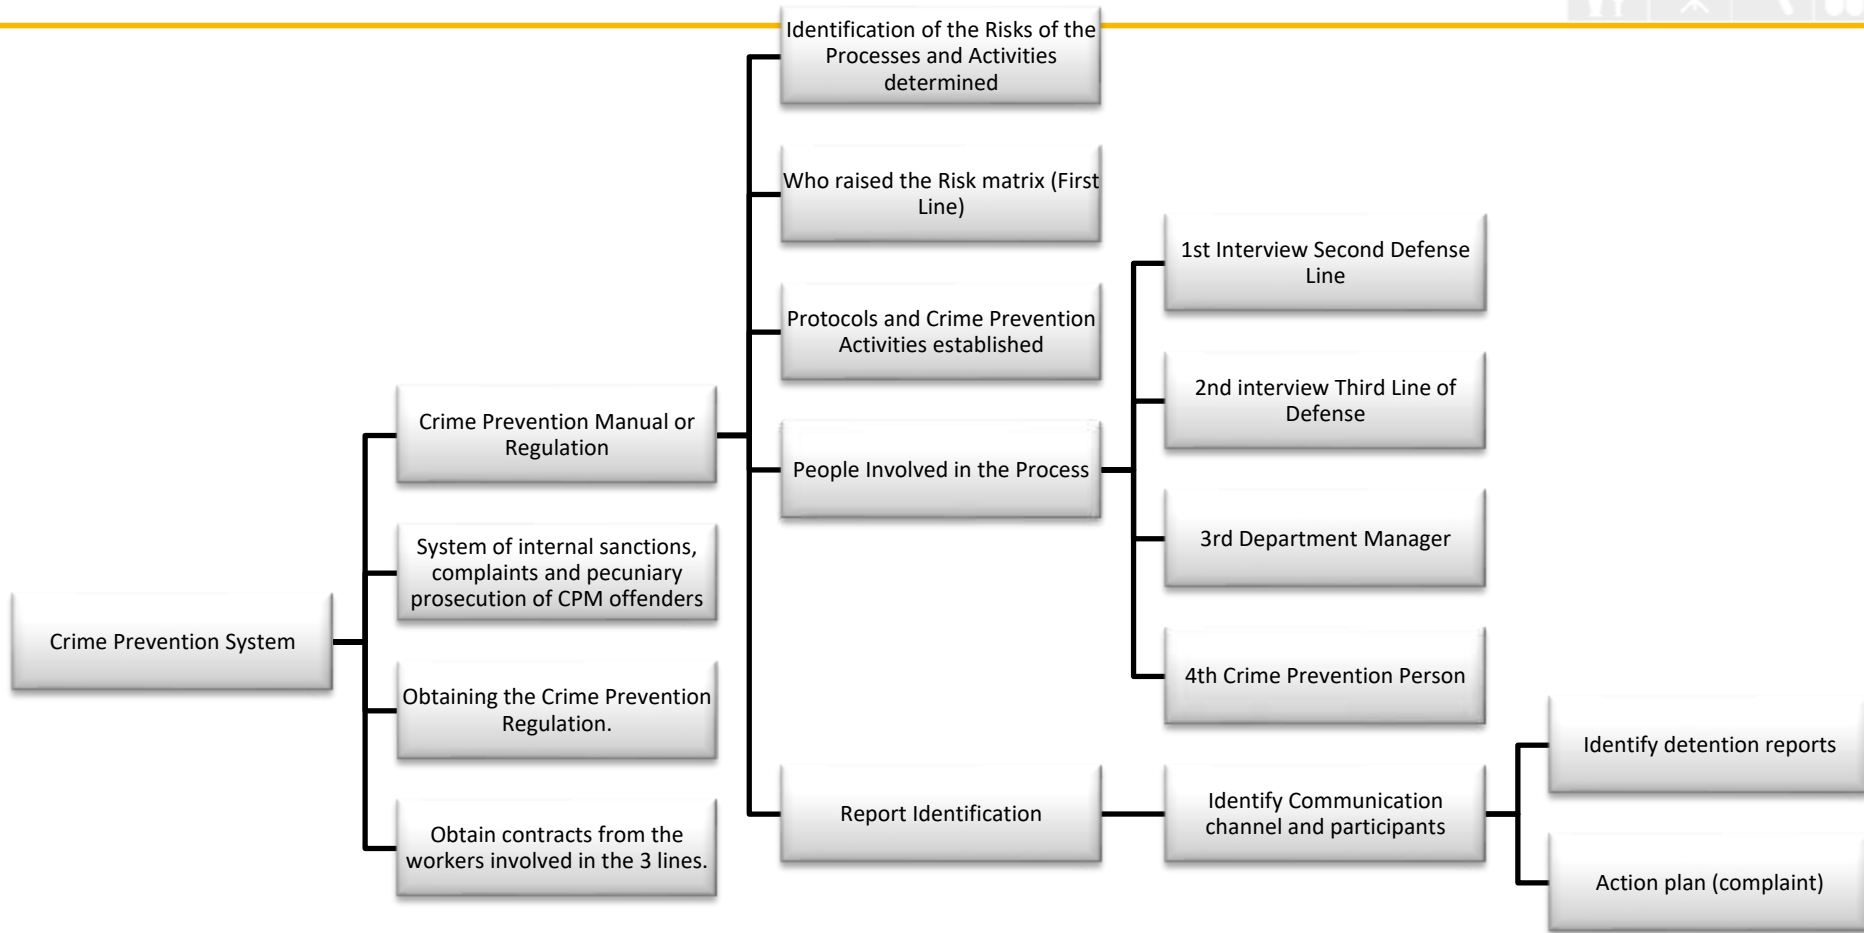 Identification of the Risks of the
Processes and Activities
determined
Who raised the Risk matrix (First
Line)
Protocols and Crime Prevention
Activities established
People Involved in the Process
Report Identification
1st Interview Second Defense
Line
2nd interview Third Line of
Defense
3rd Department Manager
4th Crime Prevention Person
Identify Communication
channel and participants
Identify detention reports
Action plan (complaint)
Crime Prevention Manual or
Regulation
System of internal sanctions,
complaints and pecuniary
prosecution of CPM offenders
Obtaining the Crime Prevention
Regulation.
Obtain contracts from the
workers involved in the 3 lines.
Crime Prevention System